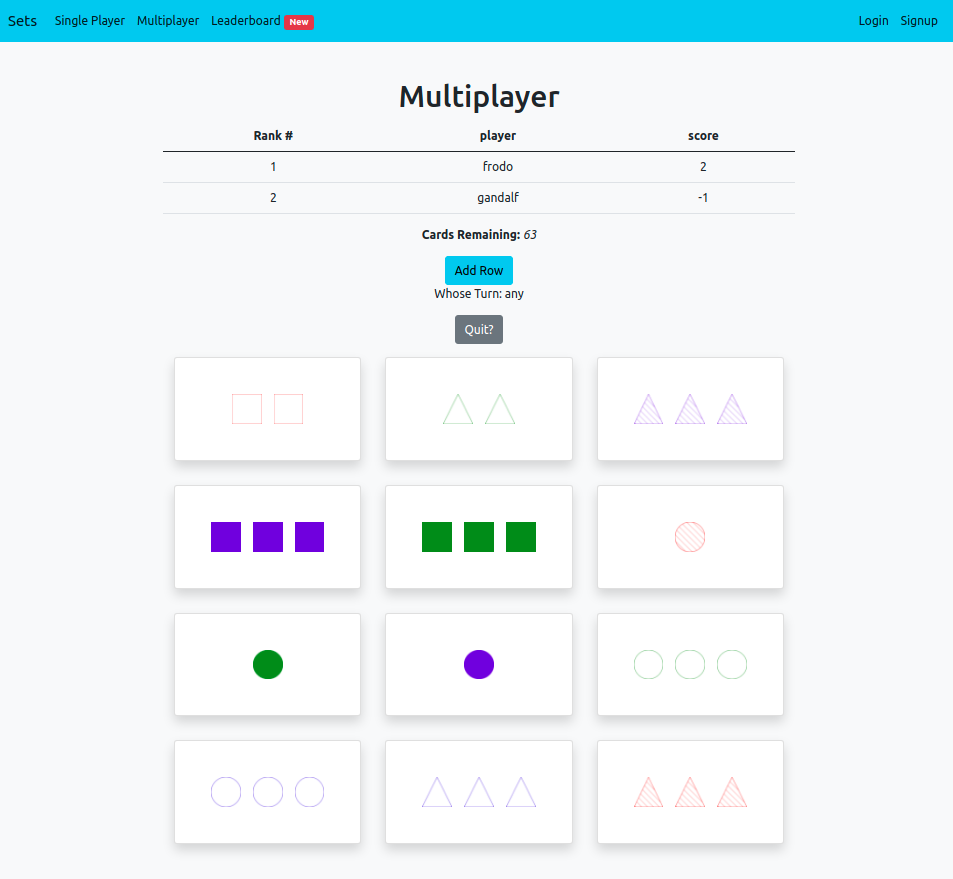 Sets Single Player Multiplayer Leaderboard New Login Signup
Multiplayer
Rank # player score
1 frodo 2
2 gandalf -1
Cards Remaining: 63
Add Row
Whose Turn: any
Quit?